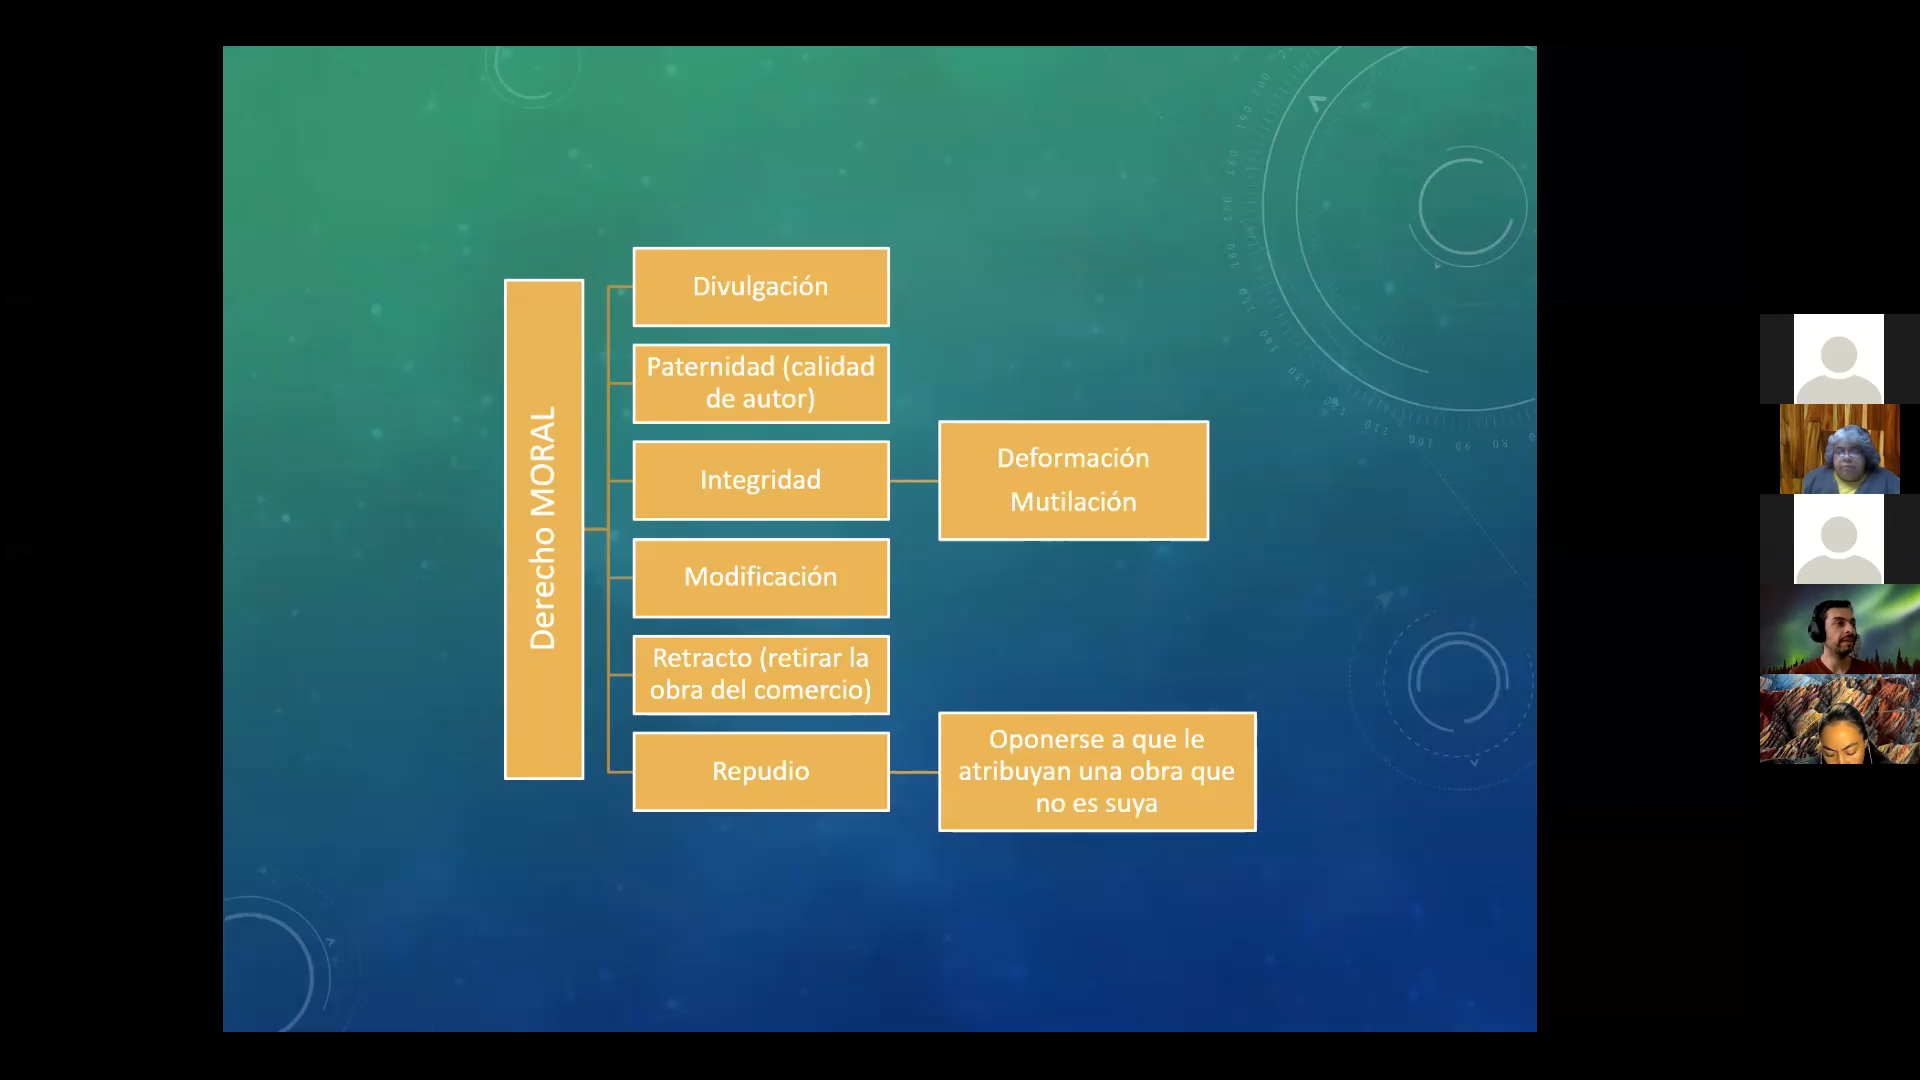 Derecho MORAL
Divulgación
Paternidad (calidad
de autor)
Integridad
Deformación
Mutilación
Modificación
Retracto (retirar la
obra del comercio)
Repudio
Oponerse a que le
atribuyan una obra que
no es suya